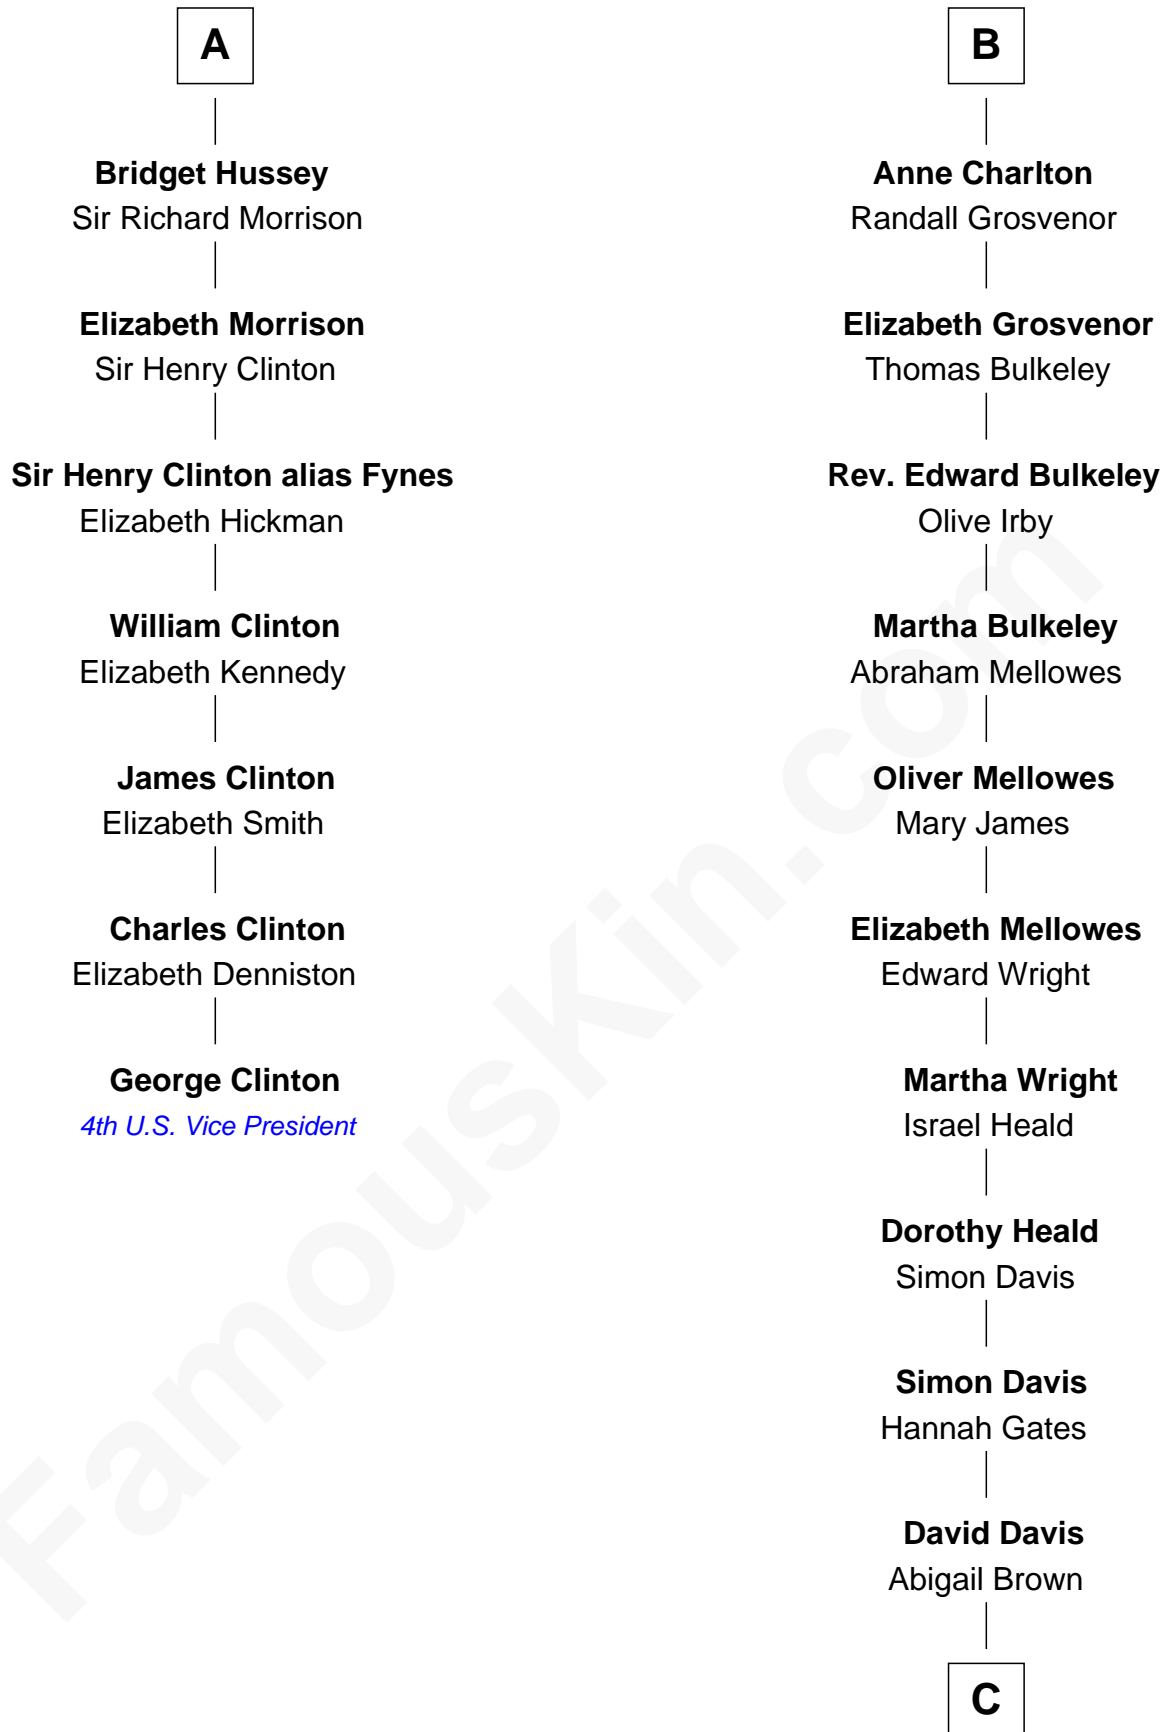 A
Bridget Hussey
Sir Richard Morrison
Elizabeth Morrison
Sir Henry Clinton
Sir Henry Clinton alias Fynes
Elizabeth Hickman
William Clinton
Elizabeth Kennedy
James Clinton
Elizabeth Smith
Charles Clinton
Elizabeth Denniston
George Clinton
4th U.S. Vice President
B
Anne Charlton
Randall Grosvenor
Elizabeth Grosvenor
Thomas Bulkeley
Rev. Edward Bulkeley
Olive Irby
Martha Bulkeley
Abraham Mellowes
Oliver Mellowes
Mary James
Elizabeth Mellowes
Edward Wright
Martha Wright
Israel Heald
Dorothy Heald
Simon Davis
Simon Davis
Hannah Gates
David Davis
Abigail Brown
C
FamousKin.com